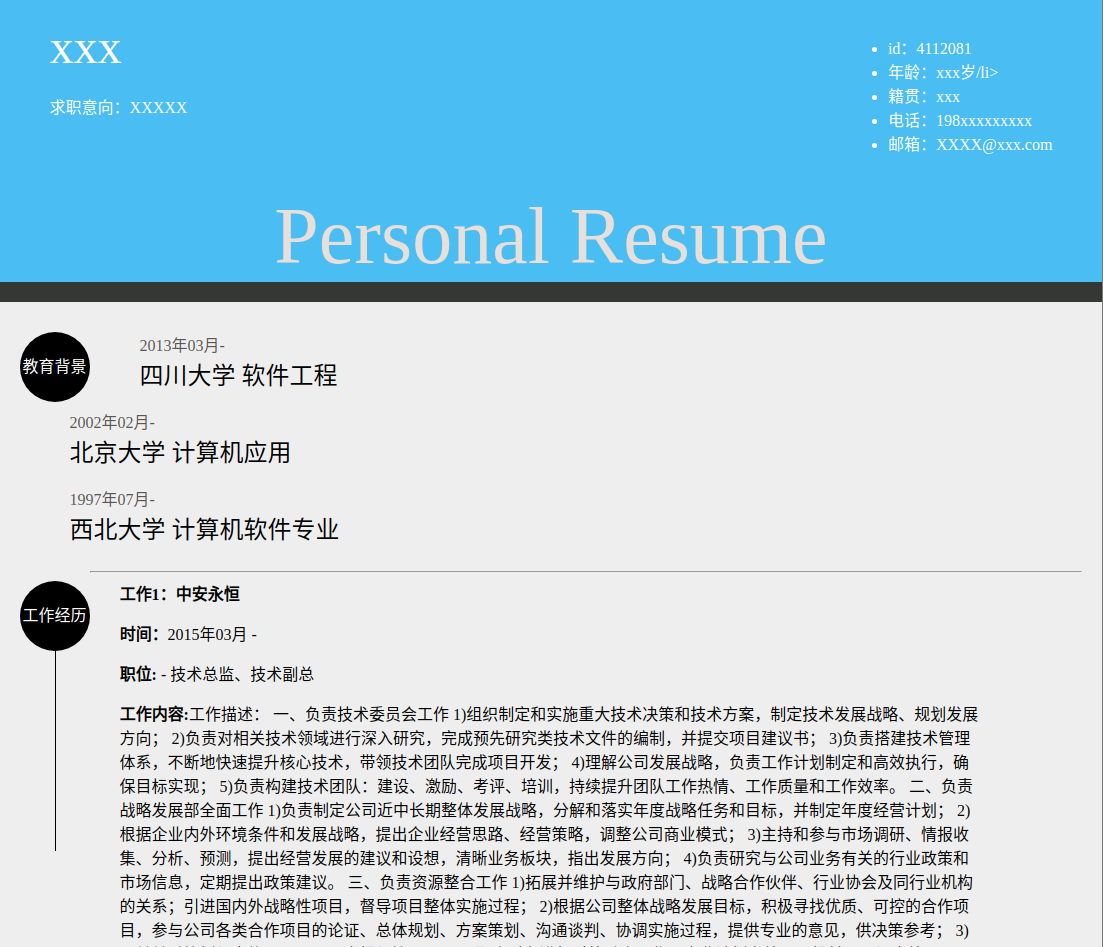 XXX
求职意向：XXXXX
id：4112081
年龄：xxx岁/li>
籍贯：xxx
电话：198xxxxxxxxx
邮箱：XXXX@xxx.com
Personal Resume
教育背景
2013年03月-
四川大学 软件工程
2002年02月-
北京大学 计算机应用
1997年07月-
西北大学 计算机软件专业
工作经历
工作1：中安永恒
时间：2015年03月 -
职位: - 技术总监、技术副总
工作内容:工作描述： 一、负责技术委员会工作 1)组织制定和实施重大技术决策和技术方案，制定技术发展战略、规划发展
方向； 2)负责对相关技术领域进行深入研究，完成预先研究类技术文件的编制，并提交项目建议书； 3)负责搭建技术管理
体系，不断地快速提升核心技术，带领技术团队完成项目开发； 4)理解公司发展战略，负责工作计划制定和高效执行，确
保目标实现； 5)负责构建技术团队：建设、激励、考评、培训，持续提升团队工作热情、工作质量和工作效率。 二、负责
战略发展部全面工作 1)负责制定公司近中长期整体发展战略，分解和落实年度战略任务和目标，并制定年度经营计划； 2)
根据企业内外环境条件和发展战略，提出企业经营思路、经营策略，调整公司商业模式； 3)主持和参与市场调研、情报收
集、分析、预测，提出经营发展的建议和设想，清晰业务板块，指出发展方向； 4)负责研究与公司业务有关的行业政策和
市场信息，定期提出政策建议。 三、负责资源整合工作 1)拓展并维护与政府部门、战略合作伙伴、行业协会及同行业机构
的关系；引进国内外战略性项目，督导项目整体实施过程； 2)根据公司整体战略发展目标，积极寻找优质、可控的合作项
目，参与公司各类合作项目的论证、总体规划、方案策划、沟通谈判、协调实施过程，提供专业的意见，供决策参考； 3)